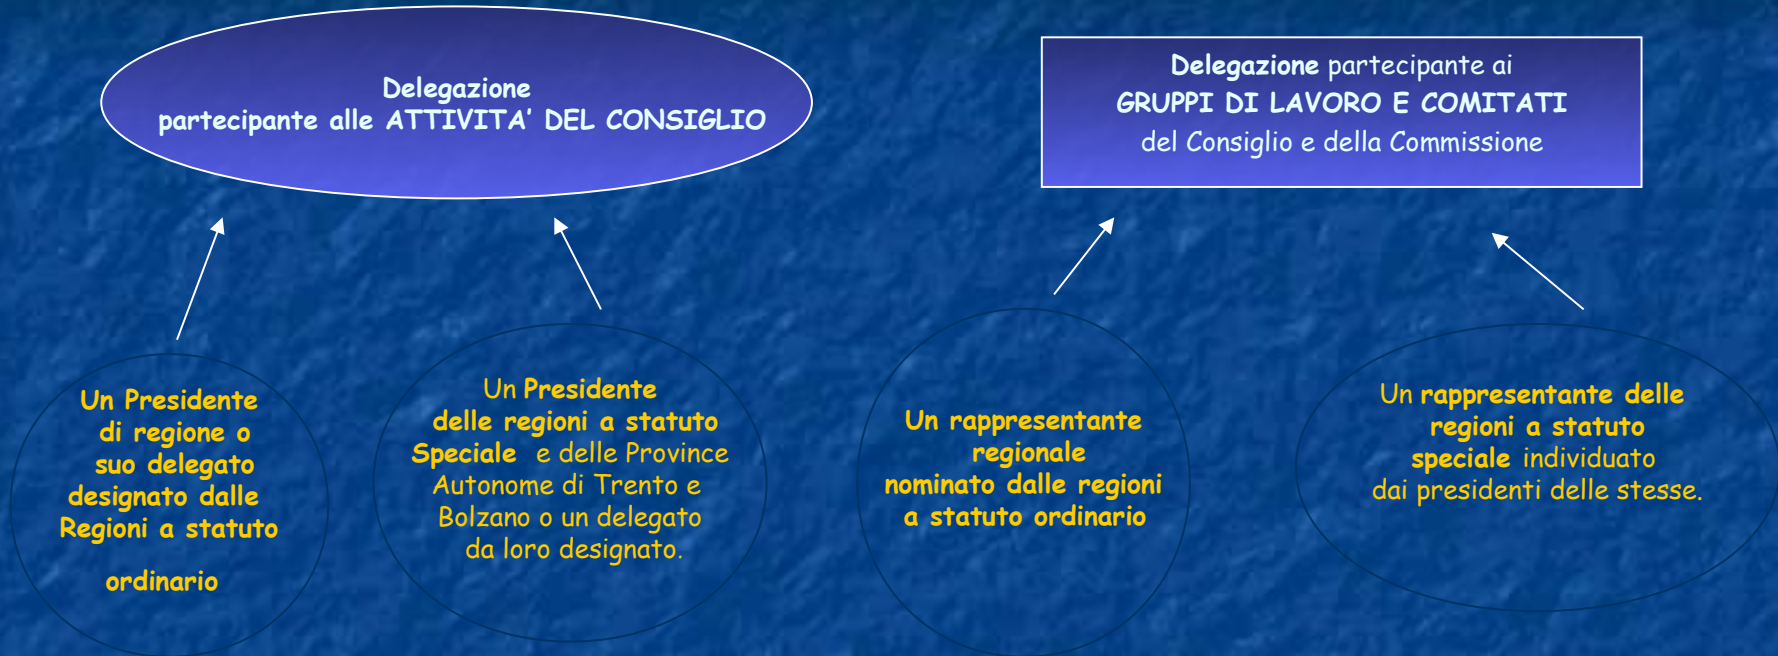 Delegazione
partecipante alle ATTIVITA' DEL CONSIGLIO
Delegazione partecipante ai
GRUPPI DI LAVORO E COMITATI
del Consiglio e della Commissione
Un Presidente
di regione o
suo delegato
designato dalle
Regioni a statuto
ordinario
Un Presidente
delle regioni a statuto
Speciale e delle Province
Autonome di Trento e
Bolzano o un delegato
da loro designato.
Un rappresentante
regionale
nominato dalle regioni
a statuto ordinario
Un rappresentante delle
regioni a statuto
speciale individuato
dai presidenti delle stesse.